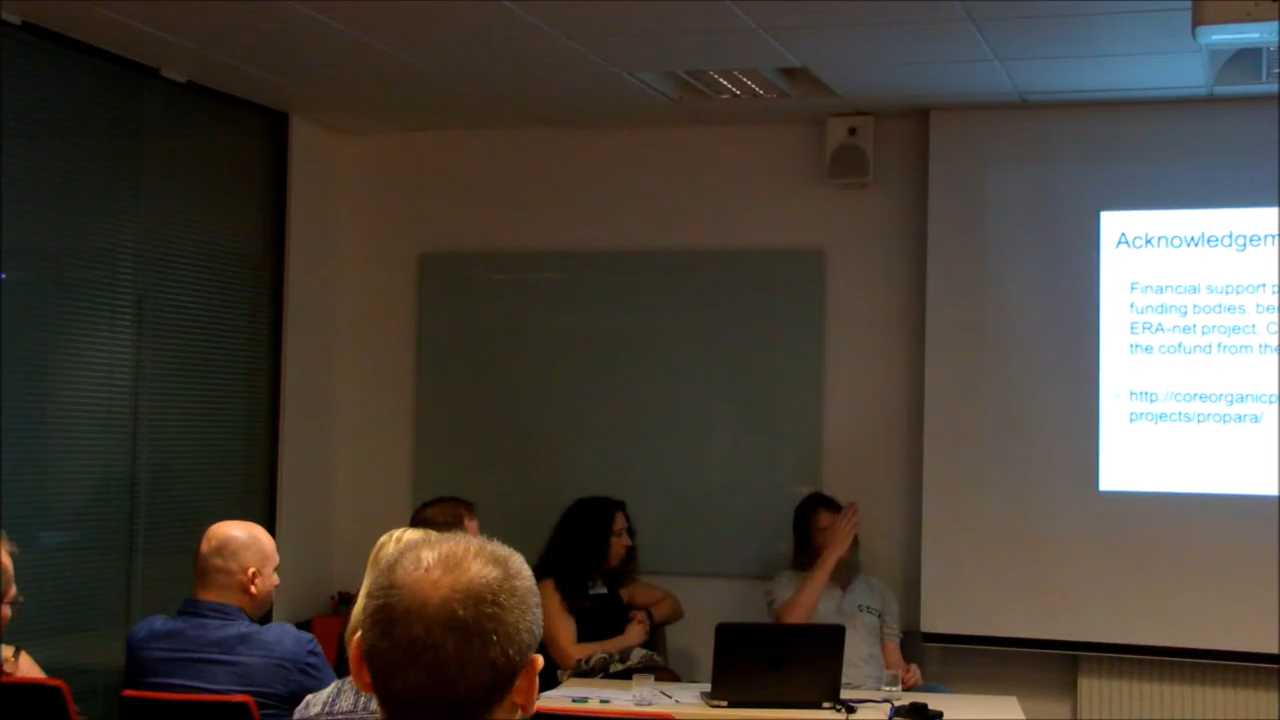 Acknowledgem
Financial support p
funding bodies, be
ERA-net project. C
the cofund from the
http://coreorganicp
projects/propara/